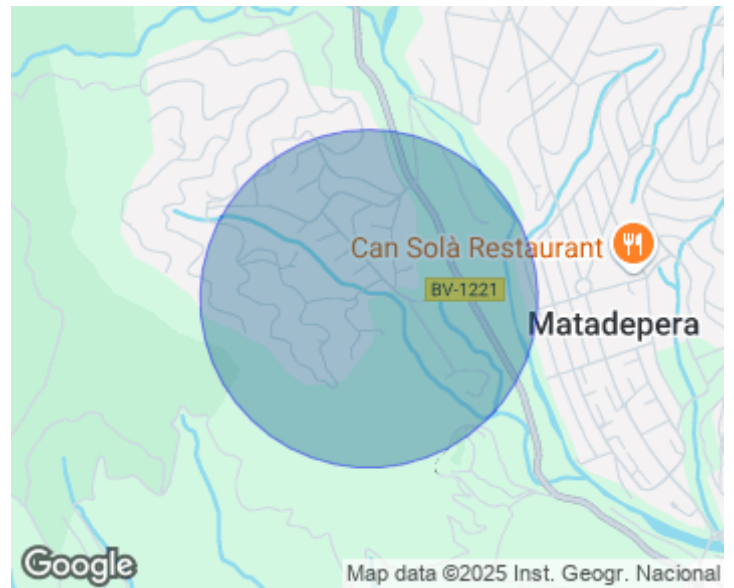 Can Solà Restaurant
BV-1221
Matadepera
Google
Map data ©2025 Inst. Geogr. Nacional